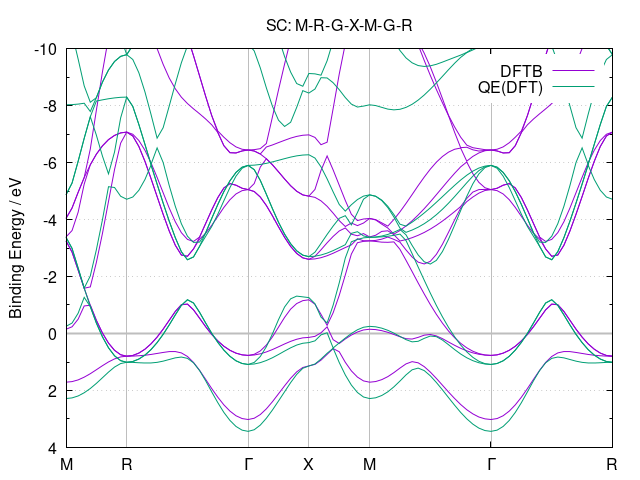 SC: M-R-G-X-M-G-R
DFTB
QE(DFT)
Binding Energy / eV
-10
-8
-6
-4
-2
0
2
4
M R Γ X M Γ R